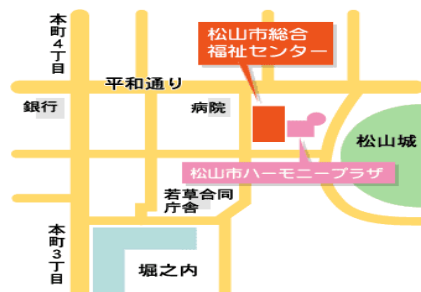 本町4丁目
松山市総合
福祉センター
平和通り
銀行
病院
松山城
松山市ハーモニープラザ
若草合同
庁舎
本町3丁目
堀之内